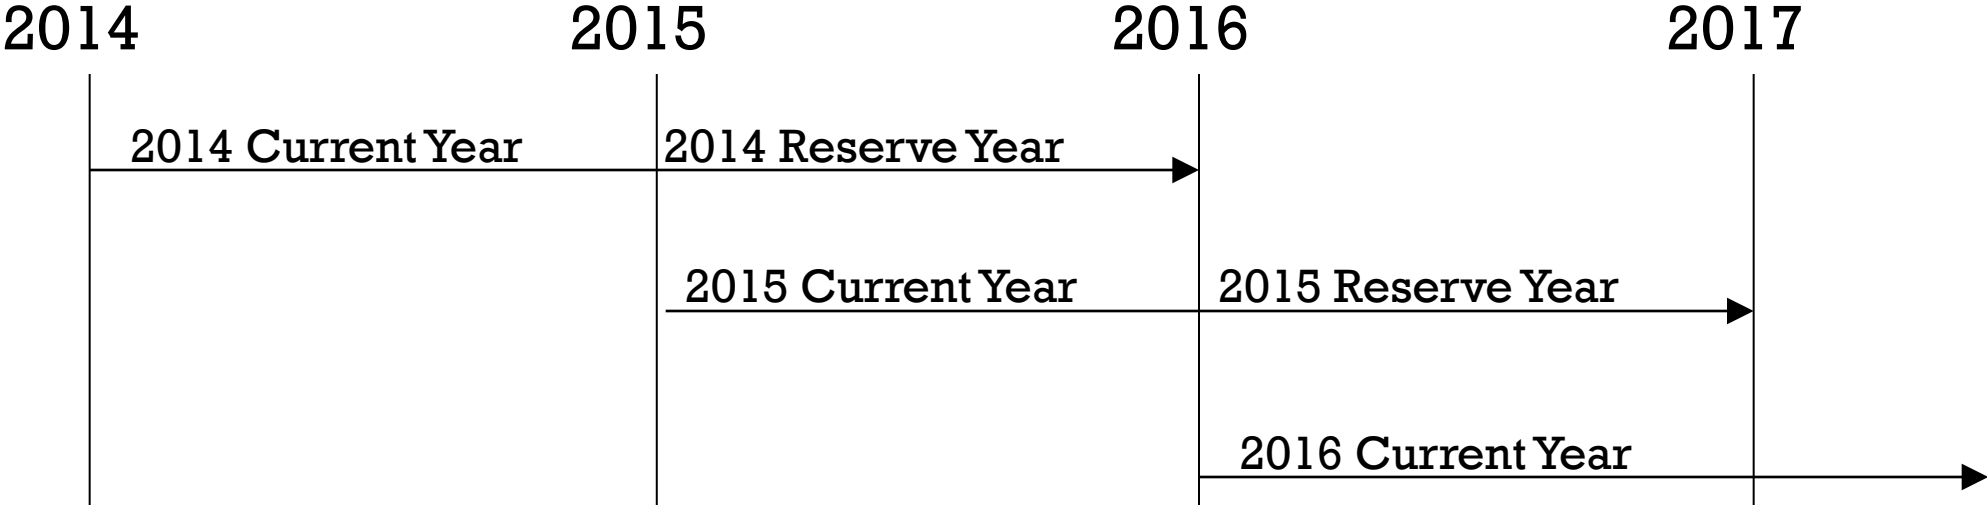 2014 2015 2016 2017
2014 Current Year 2014 Reserve Year
2015 Current Year 2015 Reserve Year
2016 Current Year